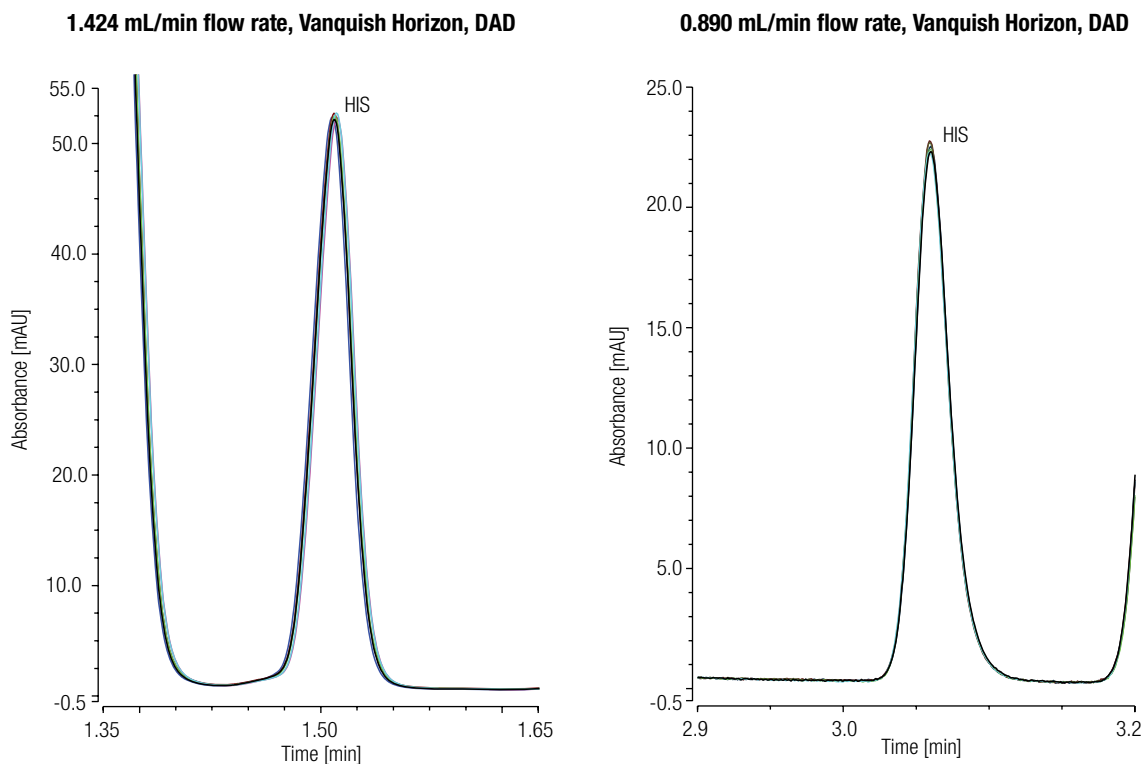 1.424 mL/min flow rate, Vanquish Horizon, DAD
55.0
50.0
40.0
30.0
20.0
10.0
-0.5
Absorbance [mAU]
HIS
1.35
1.50
1.65
Time [min]
0.890 mL/min flow rate, Vanquish Horizon, DAD
25.0
20.0
15.0
10.0
5.0
-0.5
Absorbance [mAU]
HIS
2.9
3.0
3.2
Time [min]